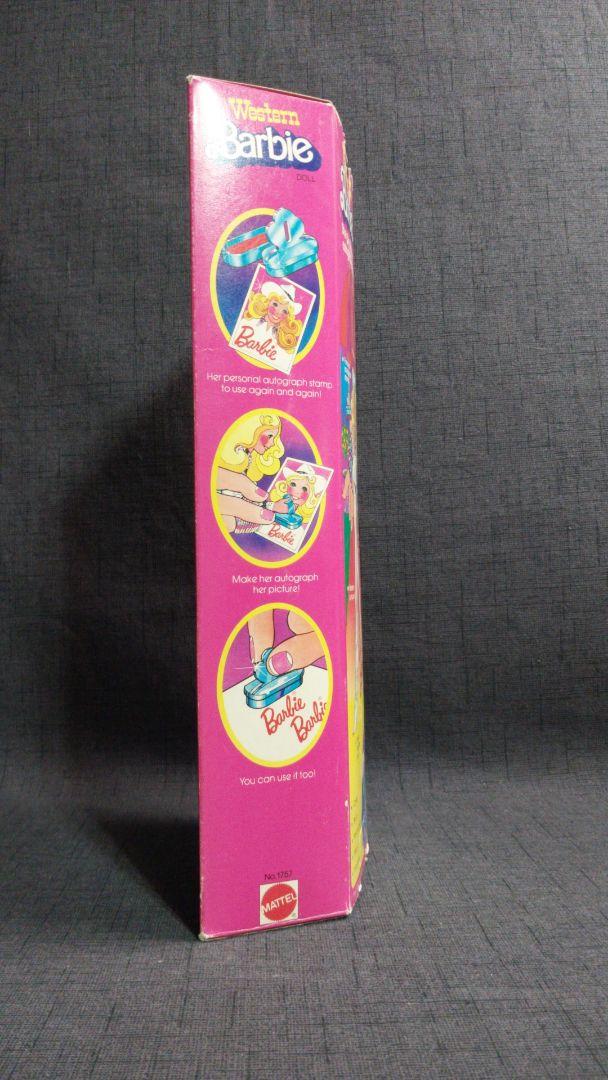 Western
Barbie
DOLL
Barbie
Her personal autograph stamp
to use again and again!
Barbie
Make her autograph
her picture!
Barbie
Barbie
You can use it too!
No. 1757
MATTEL